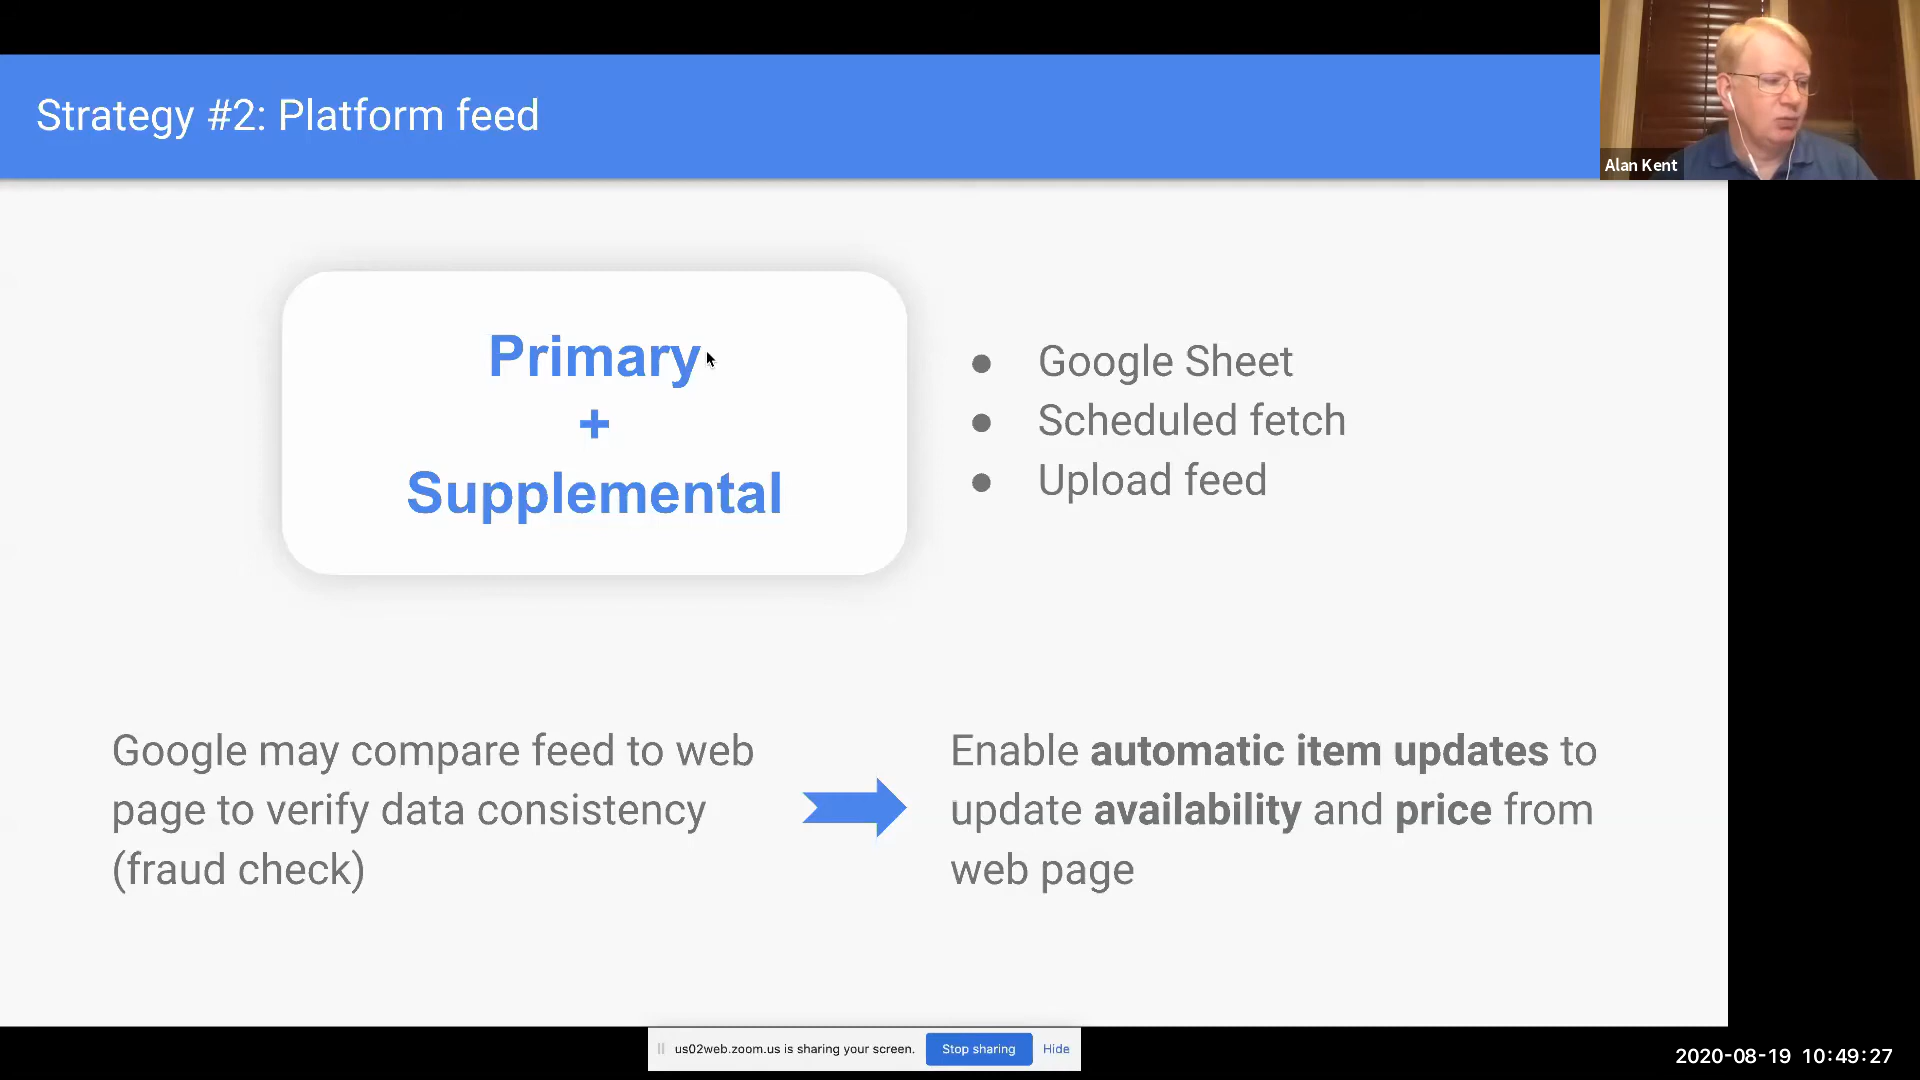 Strategy #2: Platform feed
Alan Kent
Primary
+
Supplemental
● Google Sheet
● Scheduled fetch
● Upload feed
Google may compare feed to web
page to verify data consistency
(fraud check)
Enable automatic item updates to
update availability and price from
web page
us02web.zoom.us is sharing your screen.
Stop sharing
Hide
2020-08-19 10:49:27